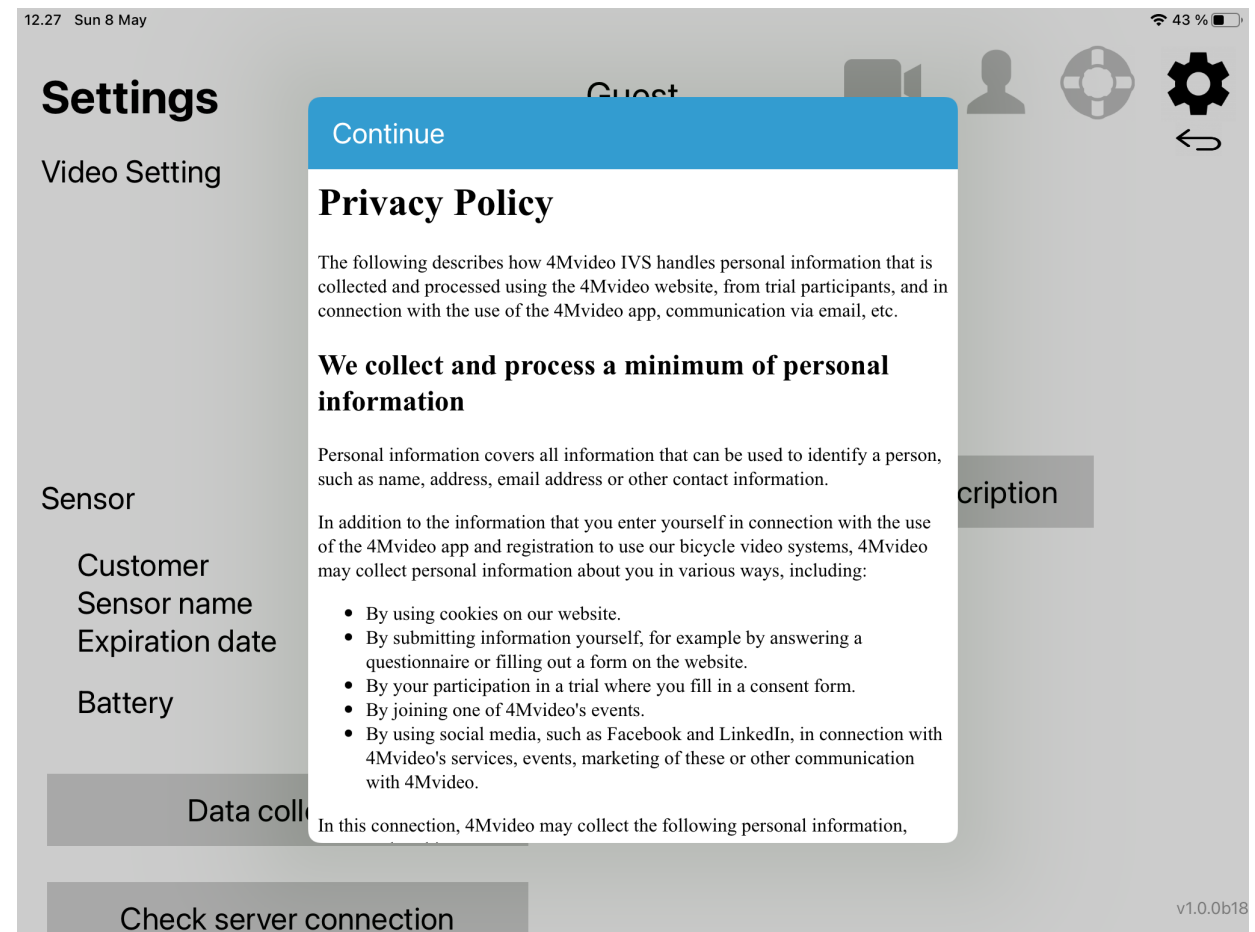 12.27 Sun 8 May
43 %
Settings
Guest
Continue
Video Setting
Privacy Policy
The following describes how 4Mvideo IVS handles personal information that is
collected and processed using the 4Mvideo website, from trial participants, and in
connection with the use of the 4Mvideo app, communication via email, etc.
We collect and process a minimum of personal
information
Personal information covers all information that can be used to identify a person,
such as name, address, email address or other contact information.
In addition to the information that you enter yourself in connection with the use
of the 4Mvideo app and registration to use our bicycle video systems, 4Mvideo
may collect personal information about you in various ways, including:
• By using cookies on our website.
• By submitting information yourself, for example by answering a
questionnaire or filling out a form on the website.
• By your participation in a trial where you fill in a consent form.
• By joining one of 4Mvideo's events.
• By using social media, such as Facebook and LinkedIn, in connection with
4Mvideo's services, events, marketing of these or other communication
with 4Mvideo.
In this connection, 4Mvideo may collect the following personal information,
Sensor
cription
Customer
Sensor name
Expiration date
Battery
Data coll
Check server connection
v1.0.0b18